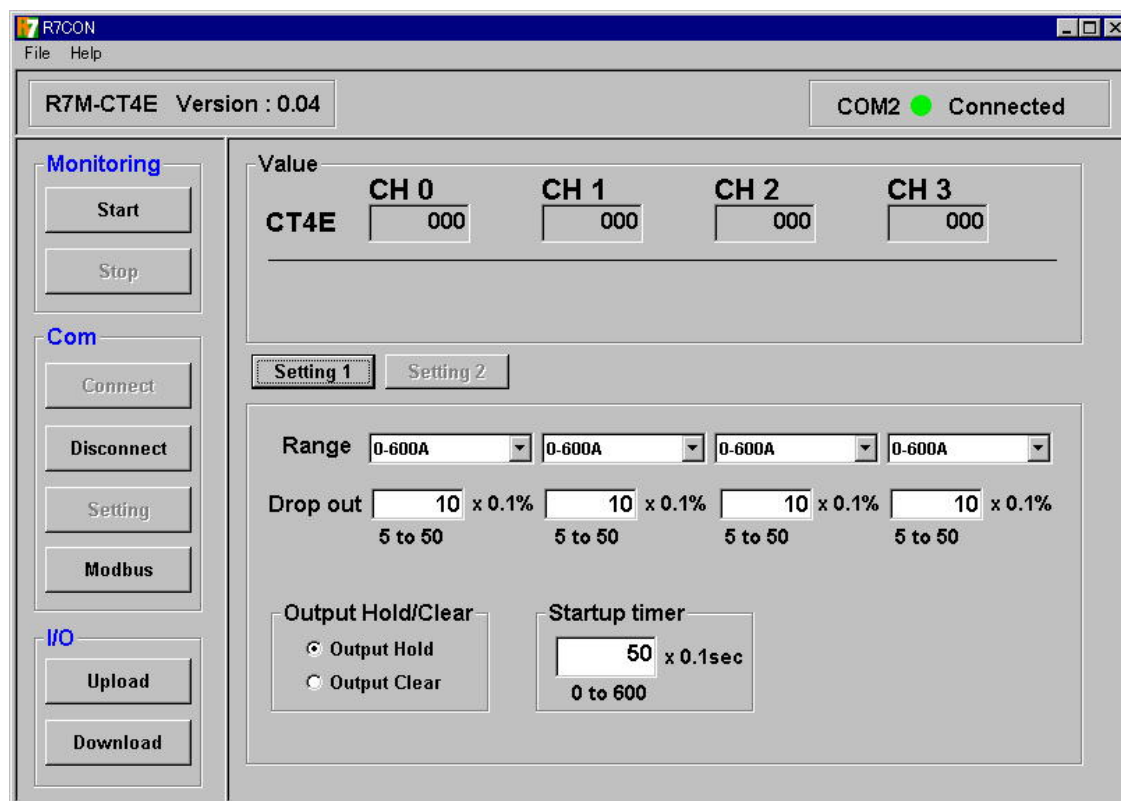 R7CON
File Help
R7M-CT4E Version : 0.04
COM2 Connected
Monitoring
Start
Stop
Com
Connect
Disconnect
Setting
Modbus
I/O
Upload
Download
Value
CH 0 CH 1 CH 2 CH 3
CT4E 000 000 000 000
Setting 1 Setting 2
Range 0-600A 0-600A 0-600A 0-600A
Drop out 10 x 0.1% 10 x 0.1% 10 x 0.1% 10 x 0.1%
5 to 50 5 to 50 5 to 50 5 to 50
Output Hold/Clear
Output Hold
Output Clear
Startup timer
50 x 0.1sec
0 to 600